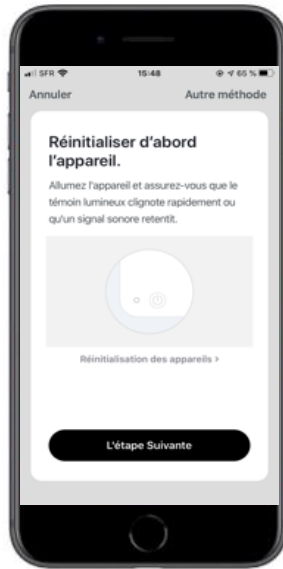 SFR 15:48 65 %
Annuler Autre méthode
Réinitialiser d'abord
l'appareil.
Allumez l'appareil et assurez-vous que le
témoin lumineux clignote rapidement ou
qu'un signal sonore retentit.
Réinitialisation des appareils >
L'étape Suivante